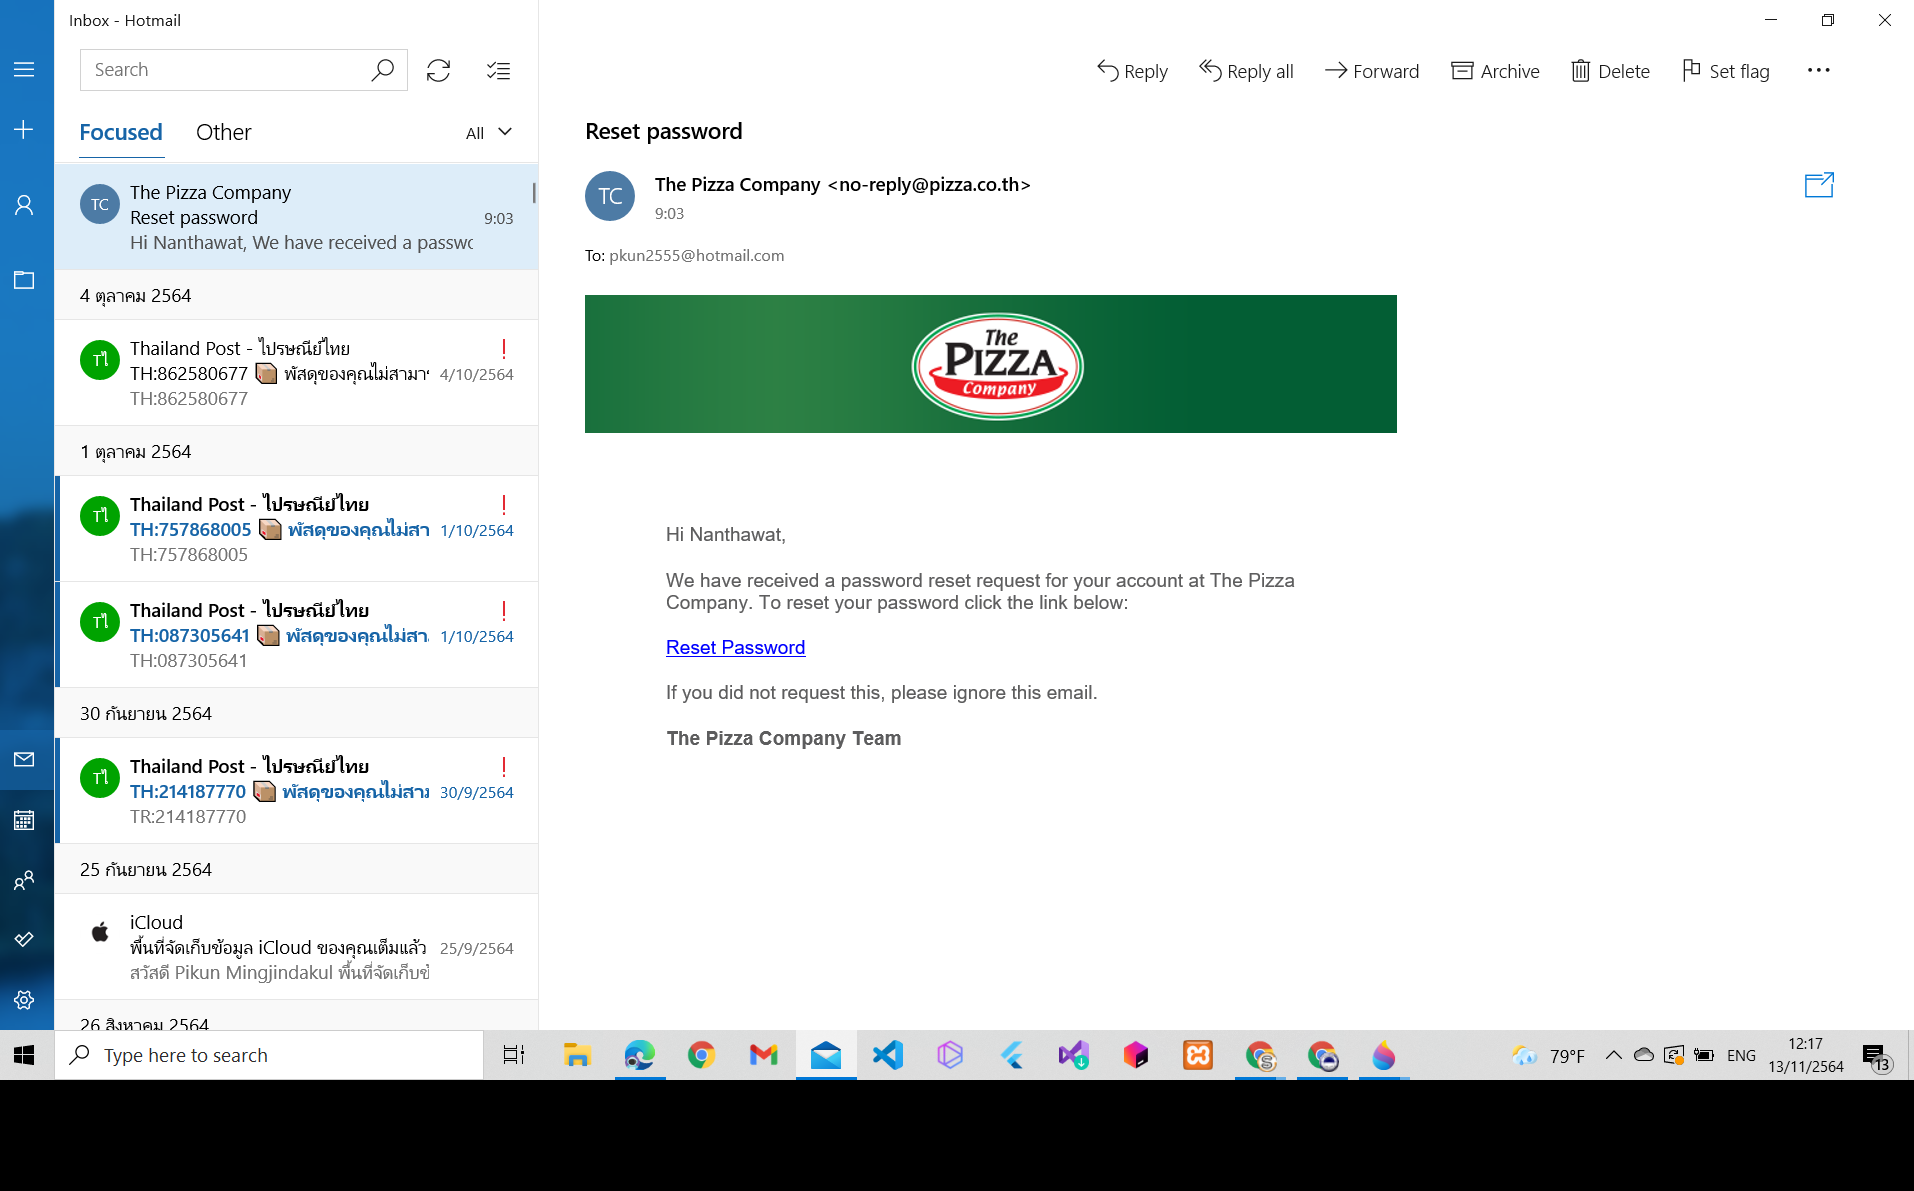 Inbox - Hotmail
Search
Focused
Other
All
TC
The Pizza Company
Reset password
9:03
Hi Nanthawat, We have received a passwo
4 ตุลาคม 2564
Thailand Post - ไปรษณีย์ไทย
TH:862580677 พัสดุของคุณไม่สามา 4/10/2564
TH:862580677
1 ตุลาคม 2564
Thailand Post - ไปรษณีย์ไทย
TH:757868005 พัสดุของคุณไม่สา 1/10/2564
TH:757868005
Thailand Post - ไปรษณีย์ไทย
TH:087305641 พัสดุของคุณไม่สา 1/10/2564
TH:087305641
30 กันยายน 2564
Thailand Post - ไปรษณีย์ไทย
TH:214187770 พัสดุของคุณไม่สาม 30/9/2564
TR:214187770
25 กันยายน 2564
iCloud
พื้นที่จัดเก็บข้อมูล iCloud ของคุณเต็มแล้ว 25/9/2564
สวัสดี Pikun Mingjindakul พื้นที่จัดเก็บข้
26 สิงหาคม 2564
Reply
Reply all
Forward
Archive
Delete
Set flag
Reset password
TC
The Pizza Company <no-reply@pizza.co.th>
9:03
To: pkun2555@hotmail.com
The
PIZZA
Company
Hi Nanthawat,
We have received a password reset request for your account at The Pizza
Company. To reset your password click the link below:
Reset Password
If you did not request this, please ignore this email.
The Pizza Company Team
Type here to search
79°F
ENG
12:17
13/11/2564
13